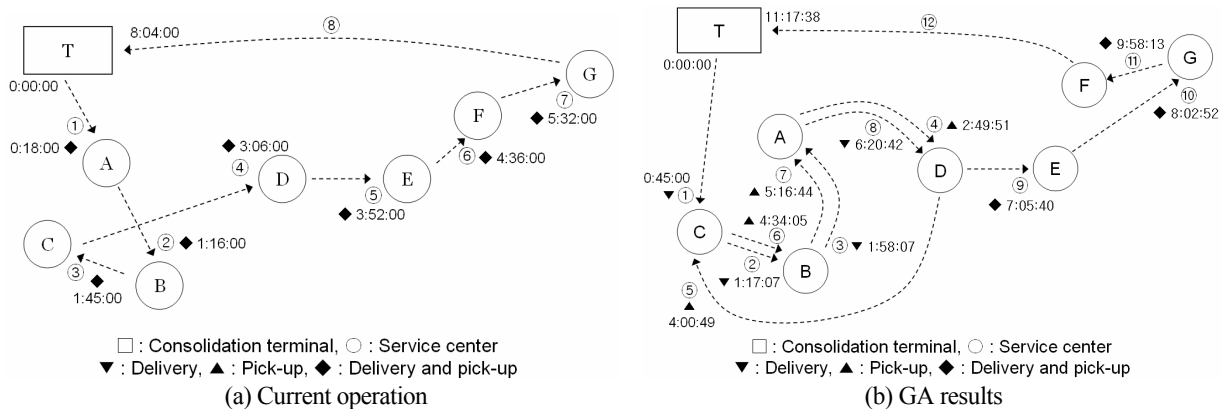 T
8:04:00
⑧
0:00:00
①
0:18:00 ◆
A
② ◆ 1:16:00
C
③ ◆
1:45:00
B
◆ 3:06:00
④
D
E
⑤
◆ 3:52:00
F
⑥ ◆ 4:36:00
G
⑦
◆ 5:32:00
□ : Consolidation terminal, ○ : Service center
▼ : Delivery, ▲ : Pick-up, ◆ : Delivery and pick-up
(a) Current operation
T
11:17:38
⑫
0:00:00
◆ 9:58:13
⑪
G
F
⑩
◆ 8:02:52
A
④ ▲ 2:49:51
⑧
▼ 6:20:42
D
E
⑨
◆ 7:05:40
⑦
▲ 5:16:44
0:45:00
▼ ①
C
▲ 4:34:05
⑥
②
▼ 1:17:07
B
③ ▼ 1:58:07
⑤
▲
4:00:49
□ : Consolidation terminal, ○ : Service center
▼ : Delivery, ▲ : Pick-up, ◆ : Delivery and pick-up
(b) GA results